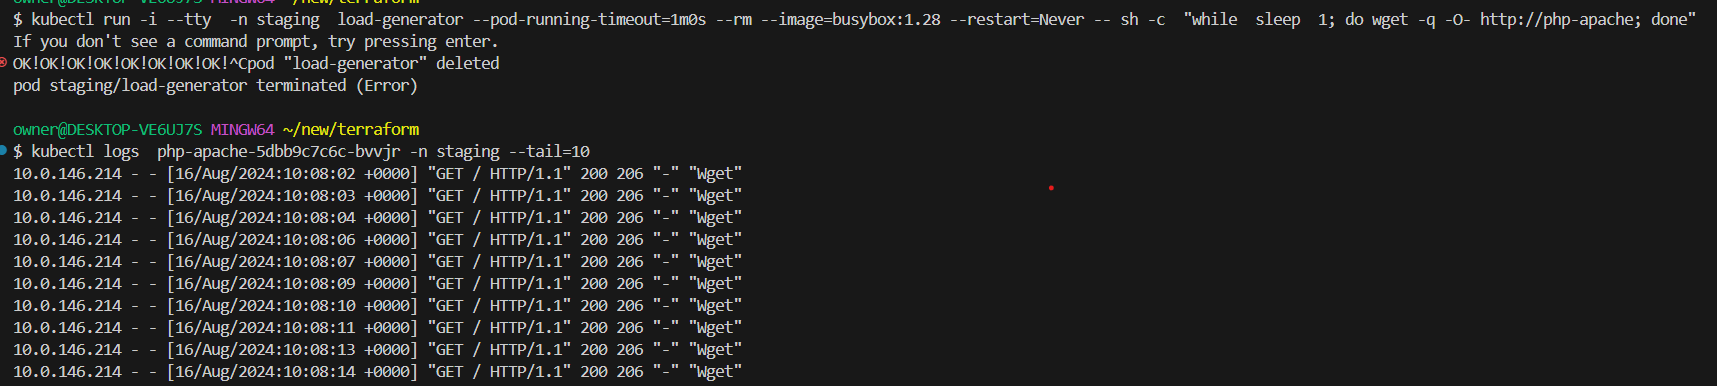 $ kubectl run -i --tty  -n staging  load-generator --pod-running-timeout=1m0s --rm --image=busybox:1.28 --restart=Never -- sh -c  "while  sleep  1; do wget -q -O- http://php-apache; done"
If you don't see a command prompt, try pressing enter.
OK!OK!OK!OK!OK!OK!OK!OK!^Cpod "load-generator" deleted
pod staging/load-generator terminated (Error)
owner@DESKTOP-VE6UJ7S MINGW64 ~/new/terraform
$ kubectl logs  php-apache-5dbb9c7c6c-bvvjr -n staging --tail=10
10.0.146.214 - - [16/Aug/2024:10:08:02 +0000] "GET / HTTP/1.1" 200 206 "-" "Wget"
10.0.146.214 - - [16/Aug/2024:10:08:03 +0000] "GET / HTTP/1.1" 200 206 "-" "Wget"
10.0.146.214 - - [16/Aug/2024:10:08:04 +0000] "GET / HTTP/1.1" 200 206 "-" "Wget"
10.0.146.214 - - [16/Aug/2024:10:08:06 +0000] "GET / HTTP/1.1" 200 206 "-" "Wget"
10.0.146.214 - - [16/Aug/2024:10:08:07 +0000] "GET / HTTP/1.1" 200 206 "-" "Wget"
10.0.146.214 - - [16/Aug/2024:10:08:09 +0000] "GET / HTTP/1.1" 200 206 "-" "Wget"
10.0.146.214 - - [16/Aug/2024:10:08:10 +0000] "GET / HTTP/1.1" 200 206 "-" "Wget"
10.0.146.214 - - [16/Aug/2024:10:08:11 +0000] "GET / HTTP/1.1" 200 206 "-" "Wget"
10.0.146.214 - - [16/Aug/2024:10:08:13 +0000] "GET / HTTP/1.1" 200 206 "-" "Wget"
10.0.146.214 - - [16/Aug/2024:10:08:14 +0000] "GET / HTTP/1.1" 200 206 "-" "Wget"